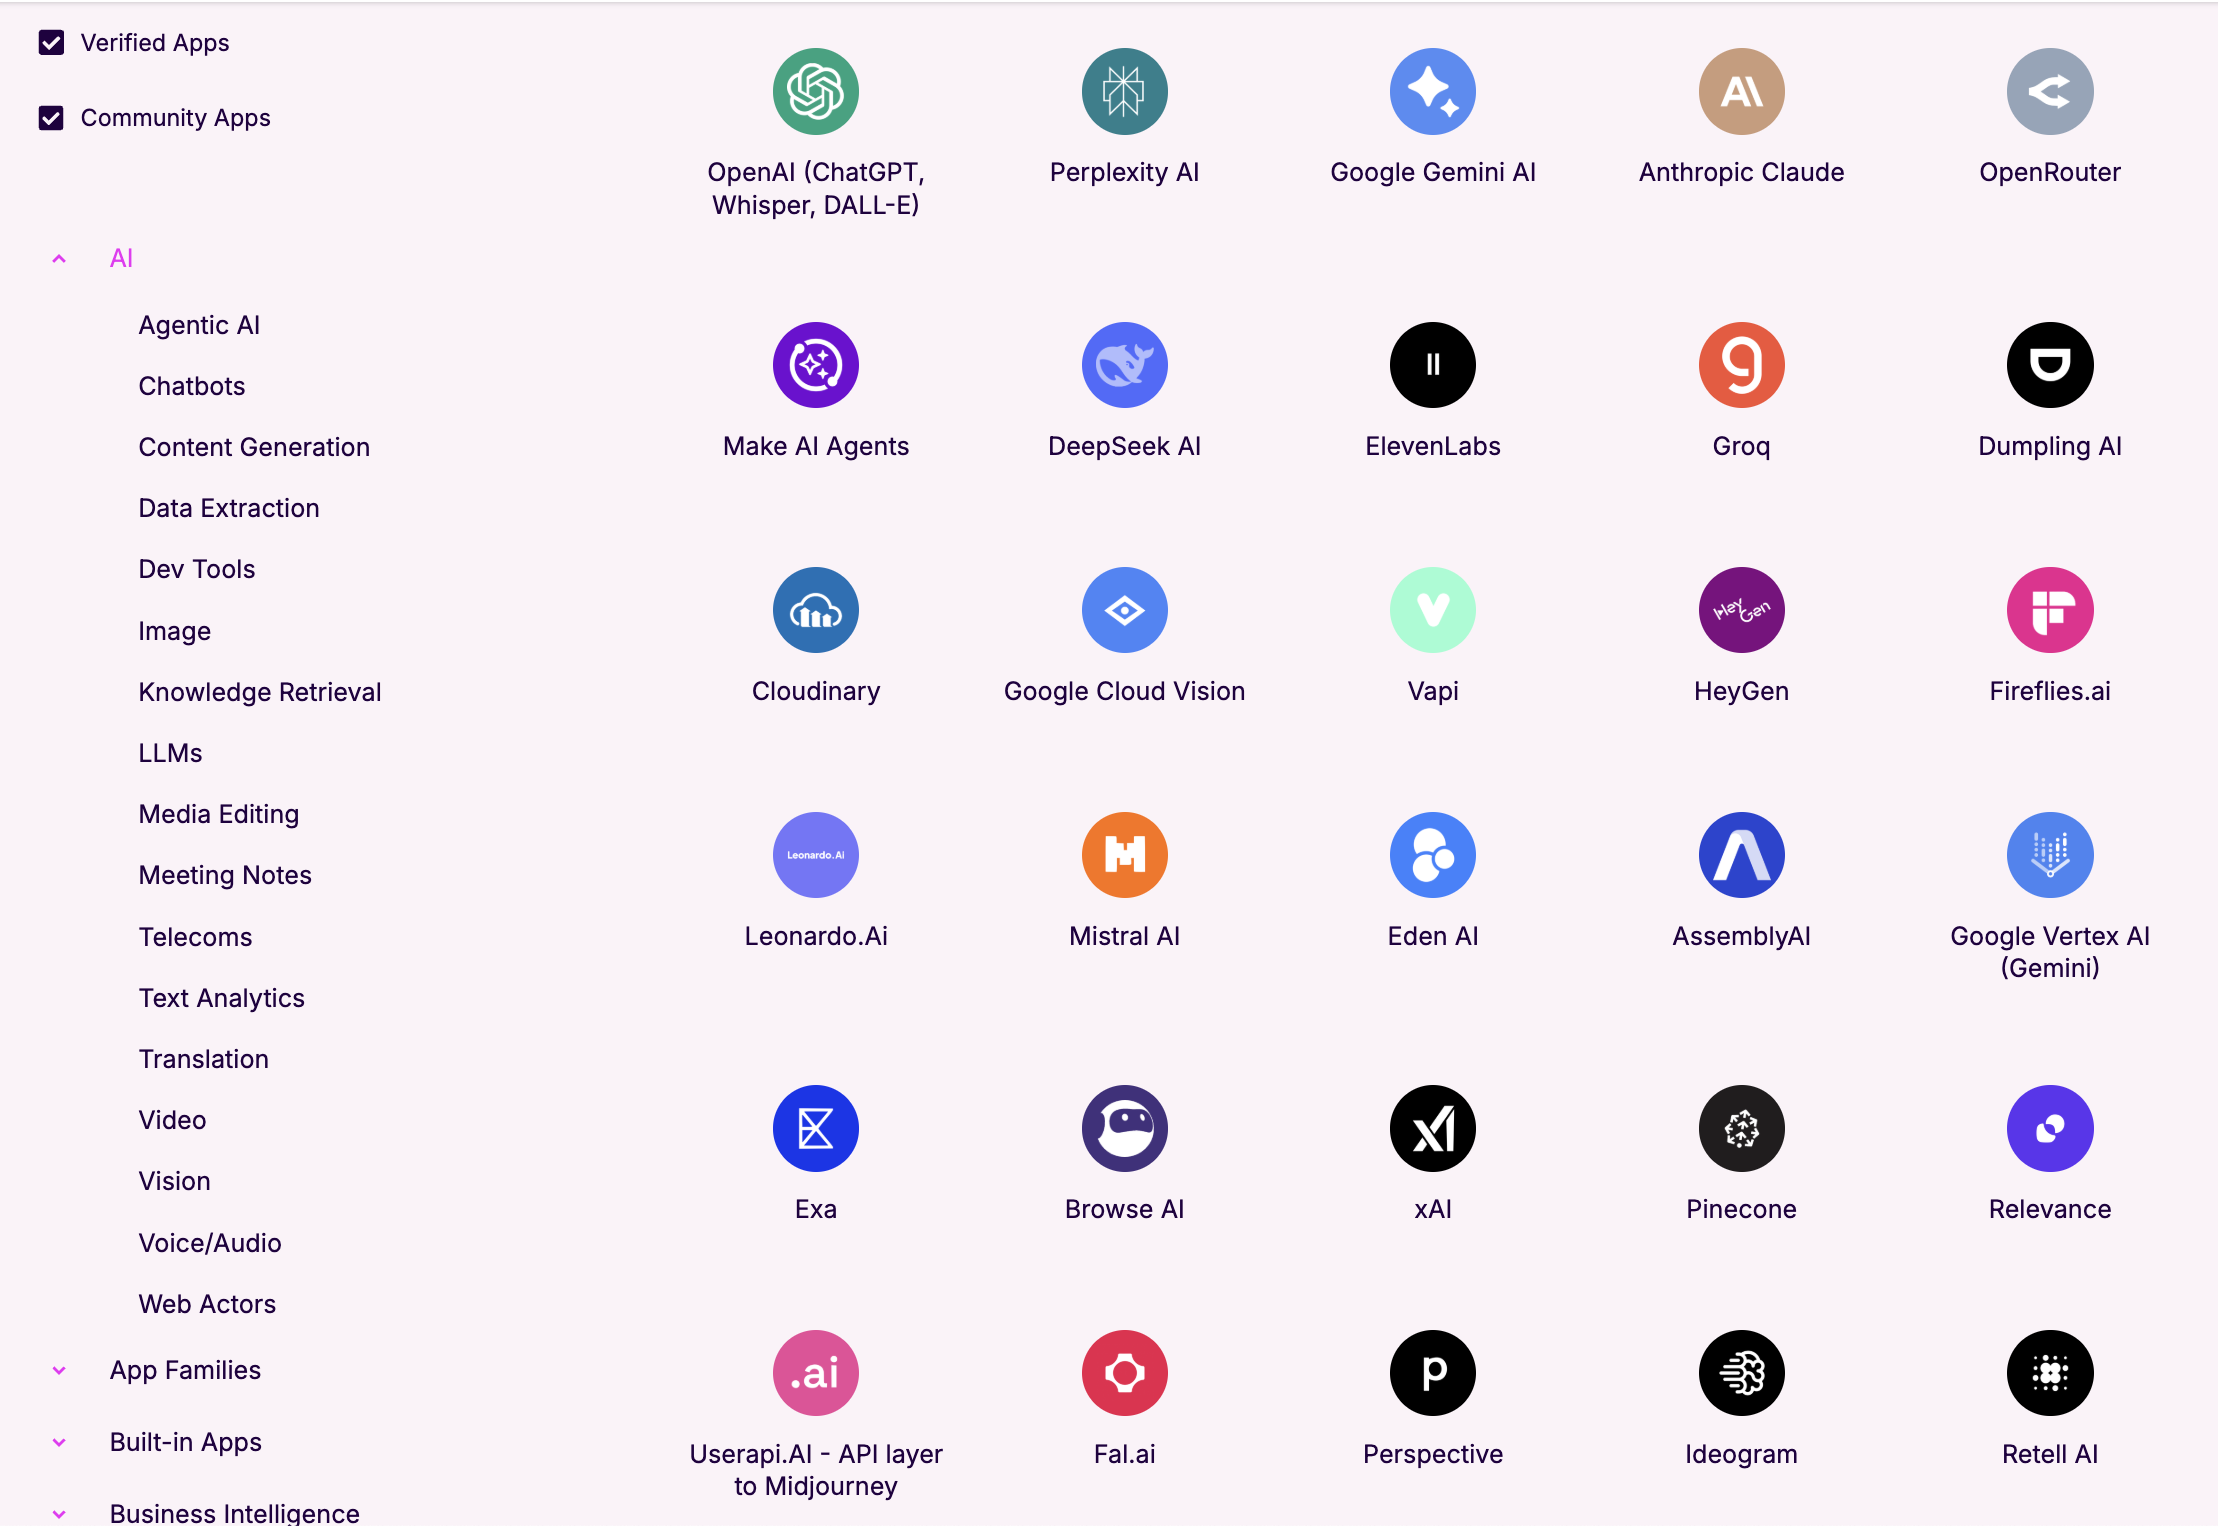 Verified Apps
Community Apps
AI
Agentic AI
Chatbots
Content Generation
Data Extraction
Dev Tools
Image
Knowledge Retrieval
LLMs
Media Editing
Meeting Notes
Telecoms
Text Analytics
Translation
Video
Vision
Voice/Audio
Web Actors
App Families
Built-in Apps
Business Intelligence
OpenAI (ChatGPT,
Whisper, DALL-E)
Perplexity AI
Google Gemini AI
Anthropic Claude
OpenRouter
Make AI Agents
DeepSeek AI
ElevenLabs
Groq
Dumpling AI
Cloudinary
Google Cloud Vision
Vapi
HeyGen
HeyGen
Fireflies.ai
Leonardo.Ai
Leonardo.Ai
Mistral AI
Eden AI
AssemblyAI
Google Vertex AI
(Gemini)
Exa
Browse AI
xAI
Pinecone
Relevance
.ai
Userapi.AI - API layer
to Midjourney
Fal.ai
p
Perspective
Ideogram
Retell AI